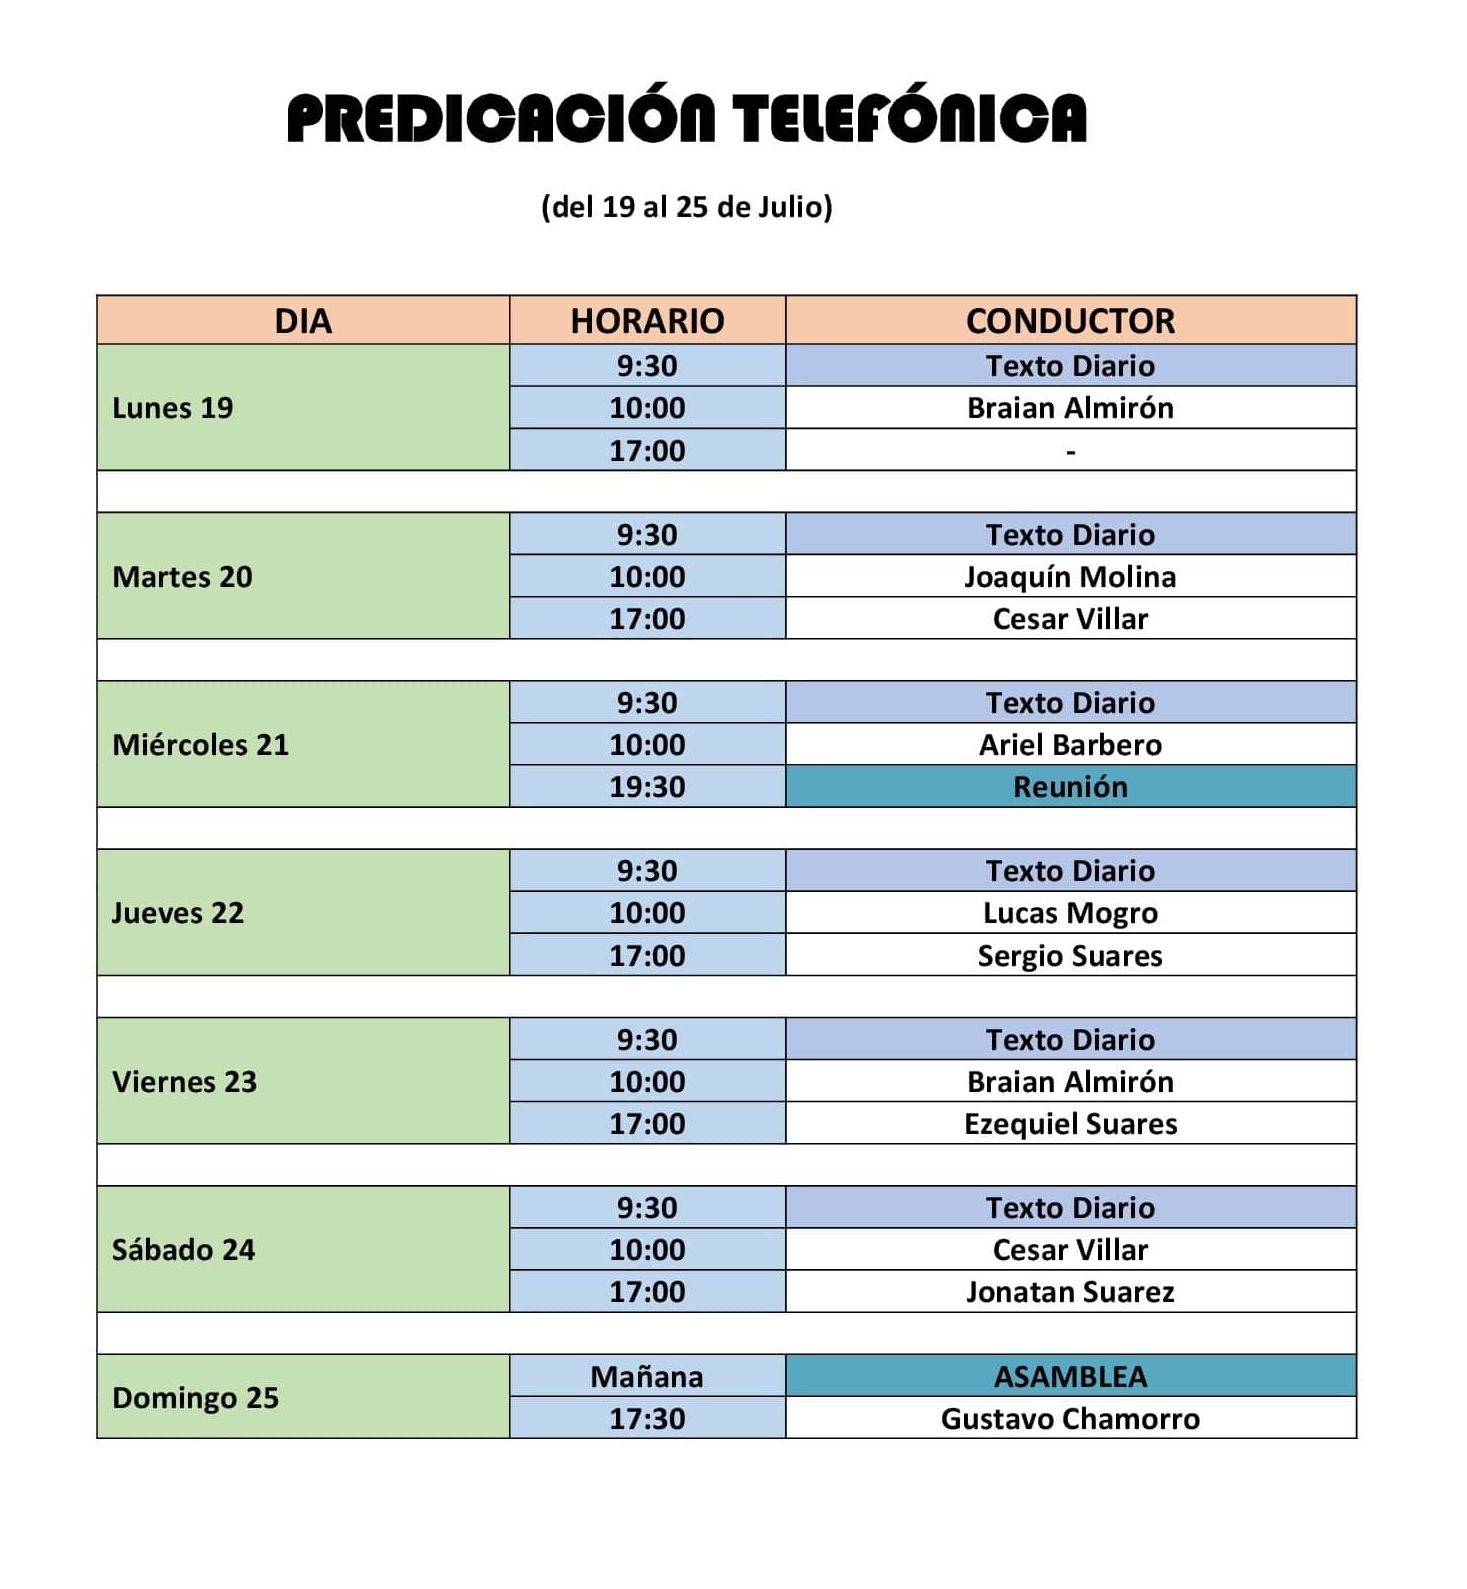 PREDICACIÓN TELEFÓNICA
(del 19 al 25 de Julio)
DIA HORARIO CONDUCTOR
Lunes 19
9:30 Texto Diario
10:00 Braian Almirón
17:00 -
Martes 20
9:30 Texto Diario
10:00 Joaquín Molina
17:00 Cesar Villar
Miércoles 21
9:30 Texto Diario
10:00 Ariel Barbero
19:30 Reunión
Jueves 22
9:30 Texto Diario
10:00 Lucas Mogro
17:00 Sergio Suares
Viernes 23
9:30 Texto Diario
10:00 Braian Almirón
17:00 Ezequiel Suares
Sábado 24
9:30 Texto Diario
10:00 Cesar Villar
17:00 Jonatan Suarez
Domingo 25
Mañana ASAMBLEA
17:30 Gustavo Chamorro